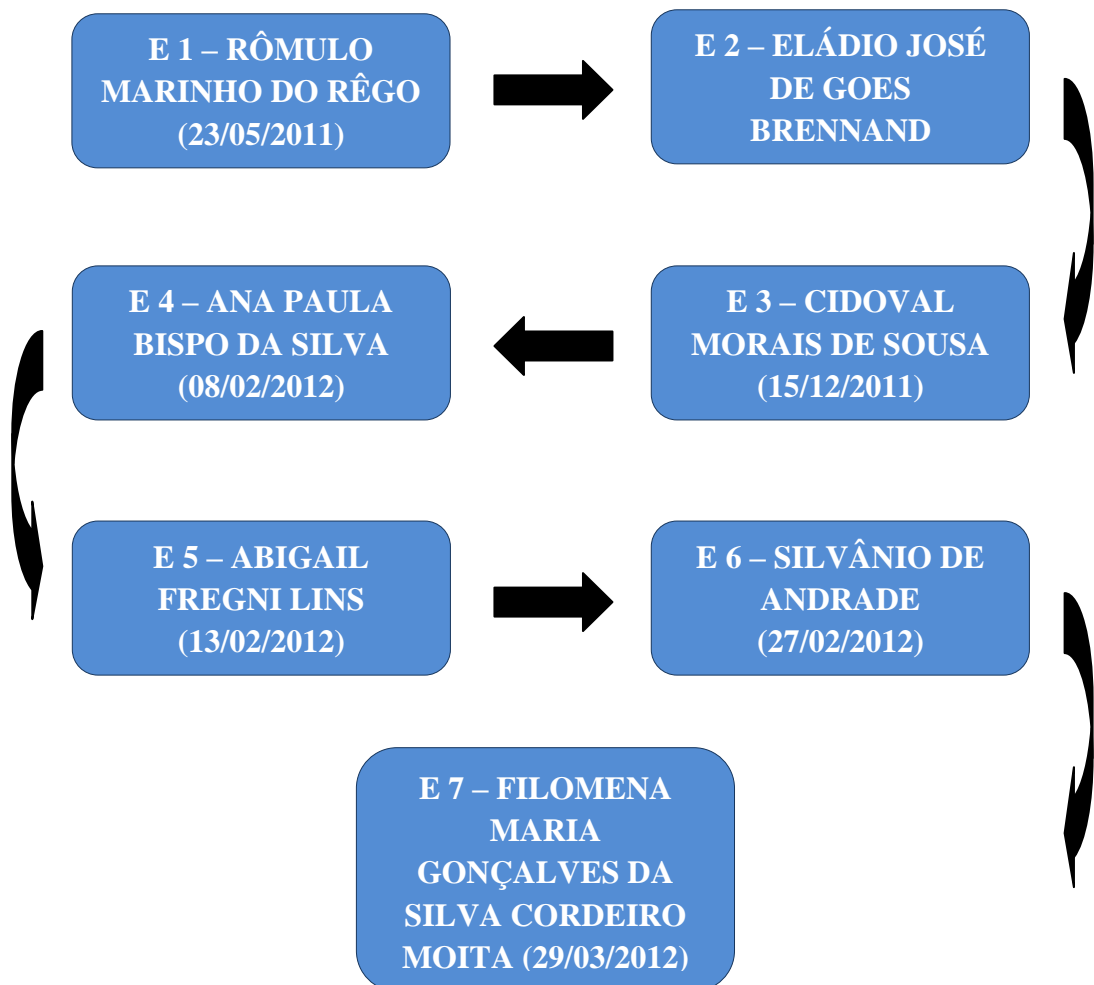 E 1 – RÔMULO
MARINHO DO RÊGO
(23/05/2011)
E 2 – ELÁDIO JOSÉ
DE GOES
BRENNAND
E 3 – CIDOVAL
MORAIS DE SOUSA
(15/12/2011)
E 4 – ANA PAULA
BISPO DA SILVA
(08/02/2012)
E 5 – ABIGAIL
FREGNI LINS
(13/02/2012)
E 6 – SILVÂNIO DE
ANDRADE
(27/02/2012)
E 7 – FILOMENA
MARIA
GONÇALVES DA
SILVA CORDEIRO
MOITA (29/03/2012)